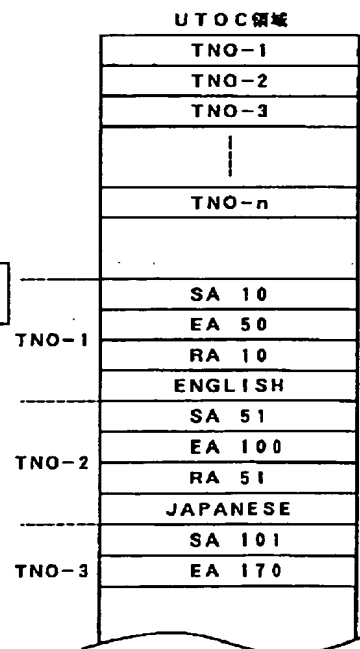 UTOC領域
TNO-1
TNO-2
TNO-3
TNO-n
TNO-1
SA 10
EA 50
RA 10
ENGLISH
TNO-2
SA 51
EA 100
RA 51
JAPANESE
TNO-3
SA 101
EA 170